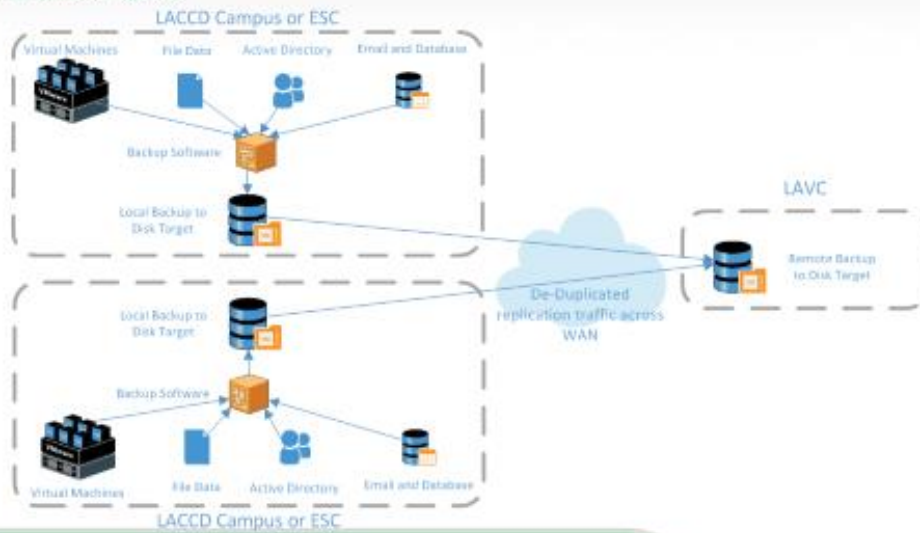 LACCD Campus or ESC
Virtual Machines
File Data
Active Directory
Email and Database
VMware
Backup Software
Local Backup to
Disk Target
LAVC
Remote Backup
to Disk Target
De-Duplicated
replication traffic across
WAN
Local Backup to
Disk Target
Backup Software
VMware
Virtual Machines
File Data
Active Directory
Email and Database
LACCD Campus or ESC